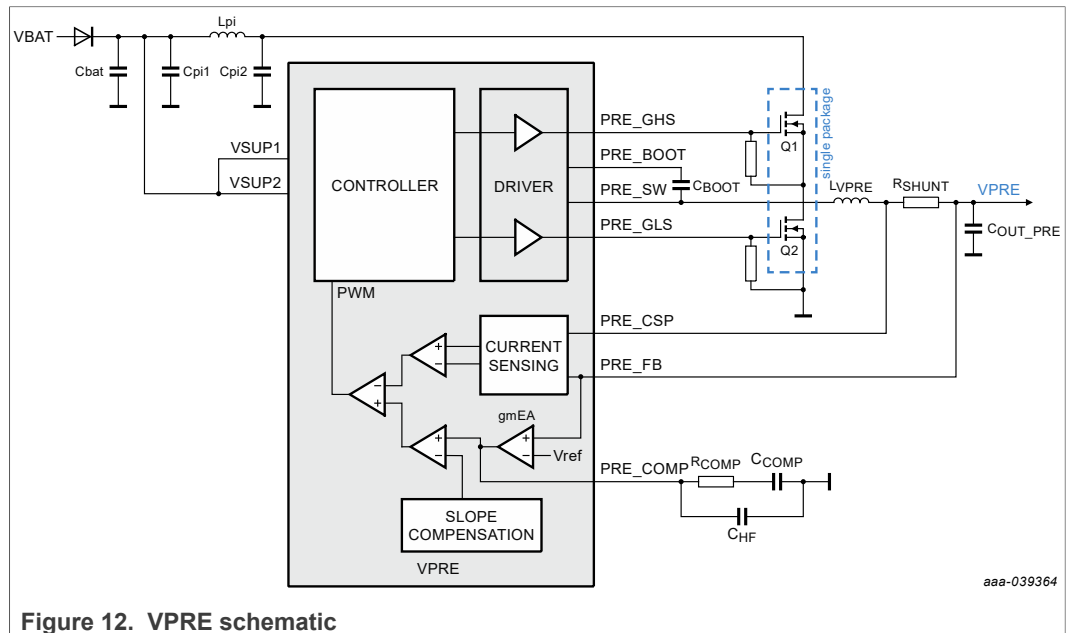 VBAT
Lpi
Cbat
Cpi1
Cpi2
VSUP1
VSUP2
CONTROLLER
DRIVER
PRE_GHS
PRE_BOOT
PRE_SW
PRE_GLS
CBOOT
Q1
Q2
single package
LVPRE
RSHUNT
VPRE
COUT_PRE
PWM
CURRENT
SENSING
PRE_CSP
PRE_FB
+
−
−
+
+
−
gmEA
+
−
Vref
PRE_COMP
RCOMP
CCOMP
CHF
SLOPE
COMPENSATION
VPRE
aaa-039364
Figure 12. VPRE schematic